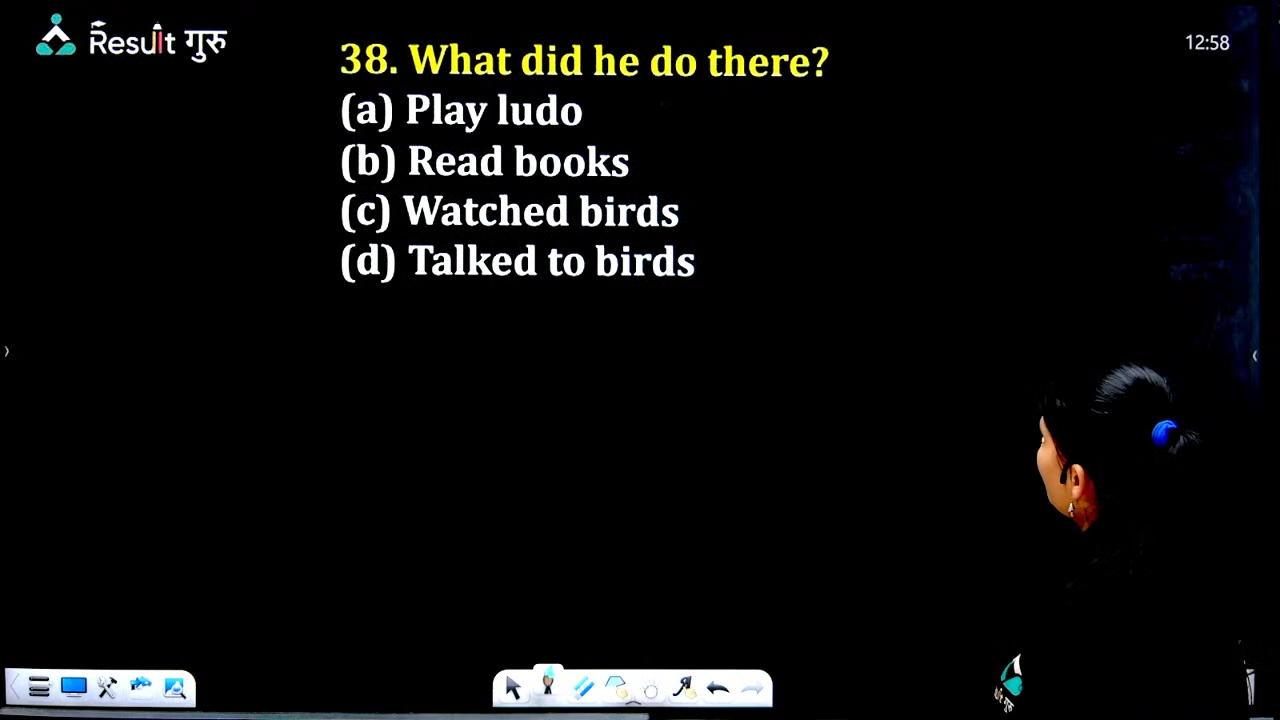 Result गुरु
12:58
38. What did he do there?
(a) Play ludo
(b) Read books
(c) Watched birds
(d) Talked to birds